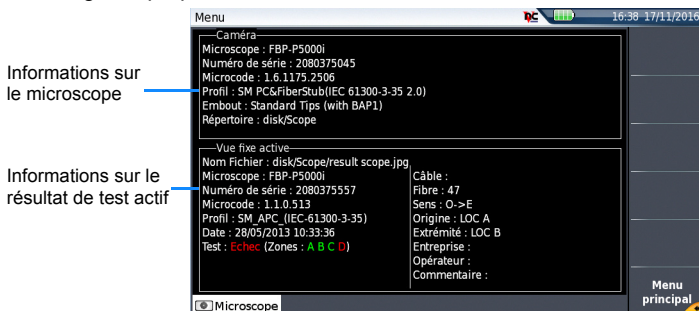 Menu
16:38 17/11/2016
Informations sur
le microscope
Caméra
Microscope : FBP-P5000i
Numéro de série : 2080375045
Microcode : 1.6.1175.2506
Profil : SM PC&FiberStub(IEC 61300-3-35 2.0)
Embout : Standard Tips (with BAP1)
Répertoire : disk/Scope
Informations sur le
résultat de test actif
Vue fixe active
Nom Fichier : disk/Scope/result scope.jpg
Microscope : FBP-P5000i
Numéro de série : 2080375557
Microcode : 1.1.0.513
Profil : SM_APC_(IEC-61300-3-35)
Date : 28/05/2013 10:33:36
Test : Echec (Zones : A B C D)
Câble :
Fibre : 47
Sens : O->E
Origine : LOC A
Extrémité : LOC B
Entreprise :
Opérateur :
Commentaire :
Menu
principal
Microscope